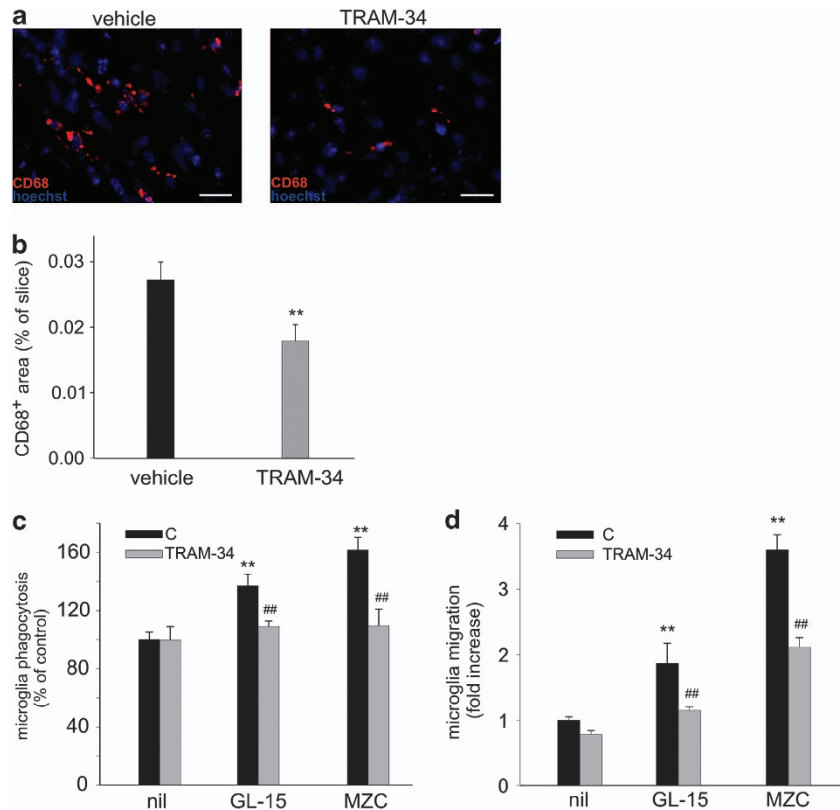 a
vehicle
TRAM-34
CD68
hoechst
CD68
hoechst
b
CD68+ area (% of slice)
0.03
0.02
0.01
0.00
vehicle
TRAM-34
**
c
microglia phagocytosis
(% of control)
C
TRAM-34
160
120
80
40
0
**
##
**
##
nil
GL-15
MZC
d
microglia migration
(fold increase)
C
TRAM-34
4
3
2
1
0
**
##
**
##
nil
GL-15
MZC